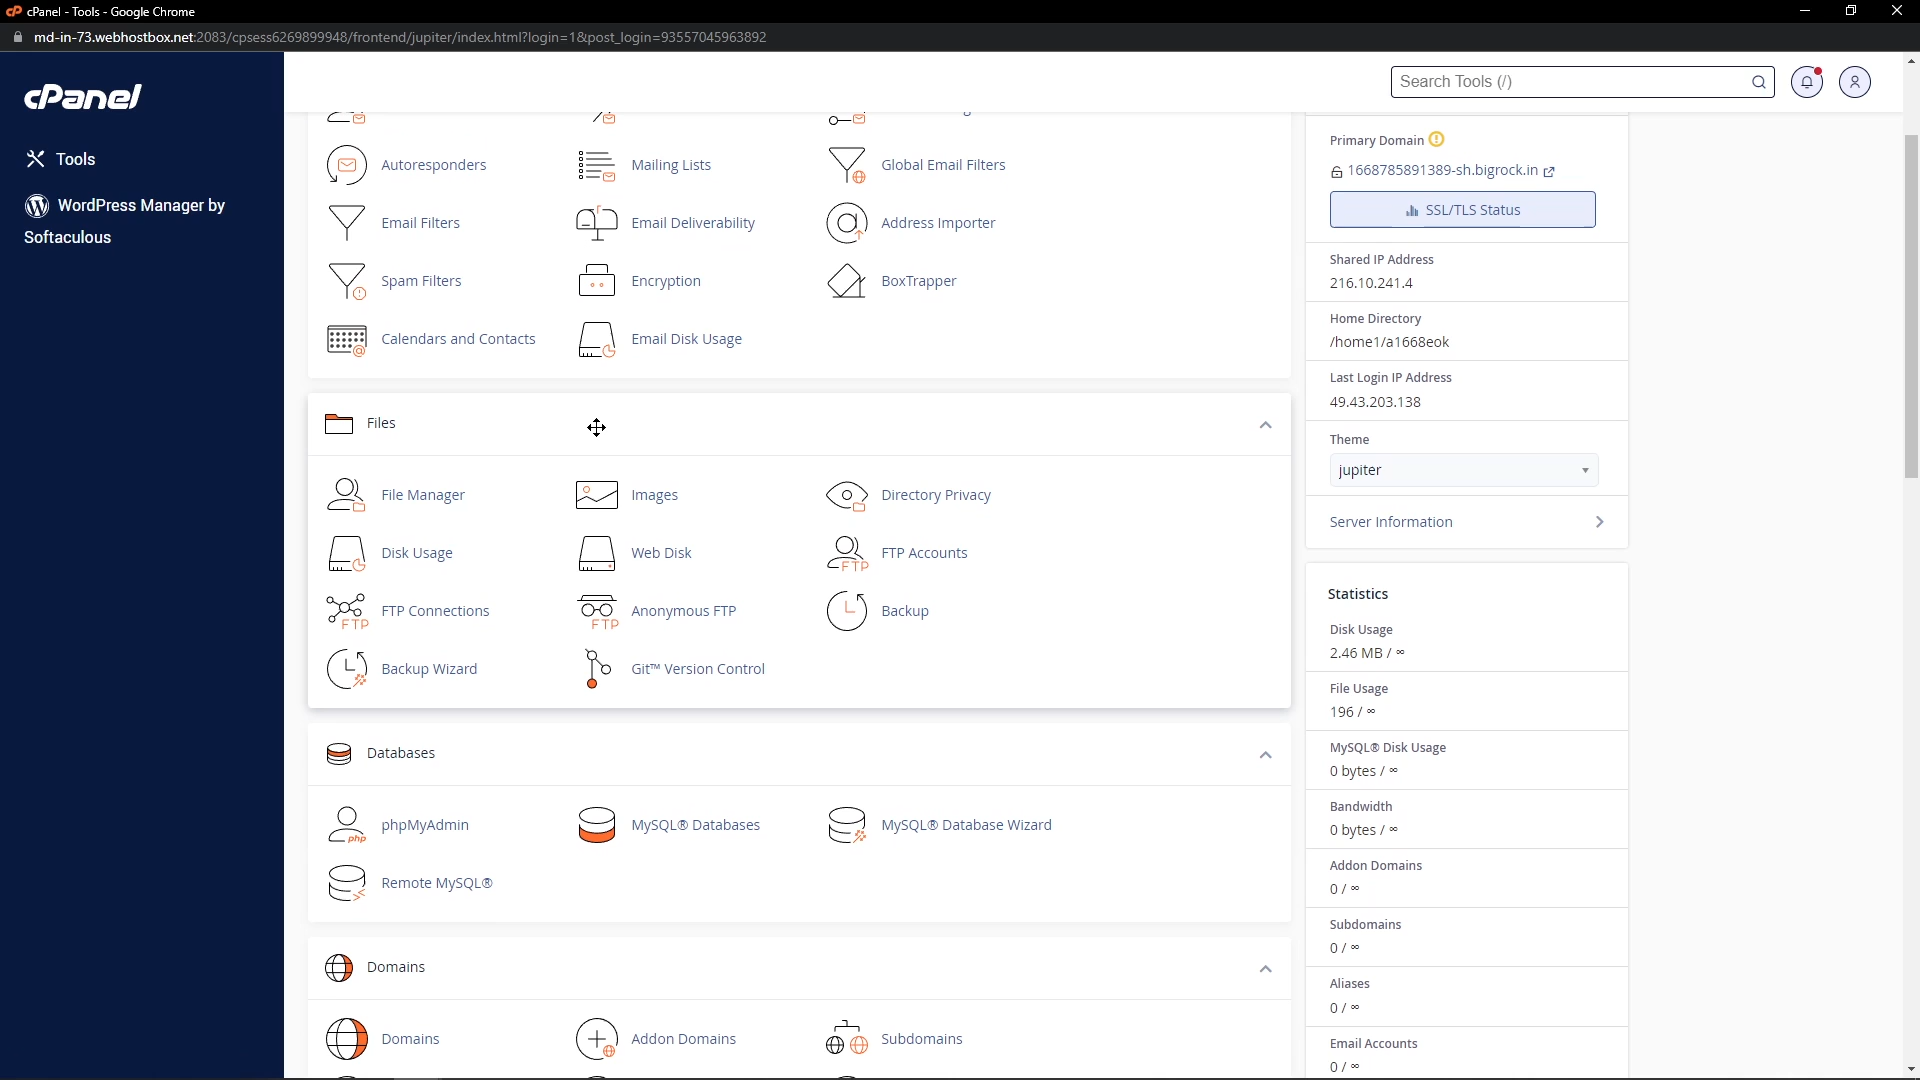 cPanel - Tools - Google Chrome
md-in-73.webhostbox.net:2083/cpsess6269899948/frontend/jupiter/index.html?login=1&post_login=93557045963892
cPanel
Tools
WordPress Manager by
Softaculous
Search Tools (/)
Autoresponders
Mailing Lists
Global Email Filters
Email Filters
Email Deliverability
Address Importer
Spam Filters
Encryption
BoxTrapper
Calendars and Contacts
Email Disk Usage
Files
File Manager
Images
Directory Privacy
Disk Usage
Web Disk
FTP
FTP Accounts
FTP
FTP Connections
FTP
Anonymous FTP
Backup
Backup Wizard
Git™ Version Control
Databases
php
phpMyAdmin
MySQL® Databases
MySQL® Database Wizard
Remote MySQL®
Domains
Domains
Addon Domains
Subdomains
Primary Domain
1668785891389-sh.bigrock.in
SSL/TLS Status
Shared IP Address
216.10.241.4
Home Directory
/home1/a1668eok
Last Login IP Address
49.43.203.138
Theme
jupiter
Server Information
Statistics
Disk Usage
2.46 MB / ∞
File Usage
196 / ∞
MySQL® Disk Usage
0 bytes / ∞
Bandwidth
0 bytes / ∞
Addon Domains
0 / ∞
Subdomains
0 / ∞
Aliases
0 / ∞
Email Accounts
0 / ∞